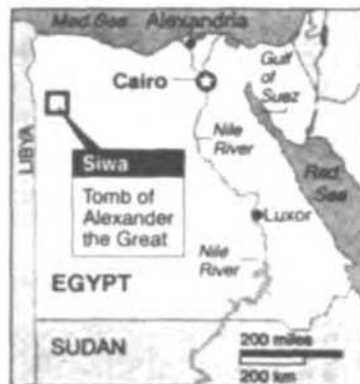 Med. Sea
Alexandria
Cairo
Gulf
of
Suez
LIBYA
Nile
River
Siwa
Tomb of
Alexander
the Great
Red
Sea
Luxor
Nile
River
EGYPT
200 miles
200 km
SUDAN